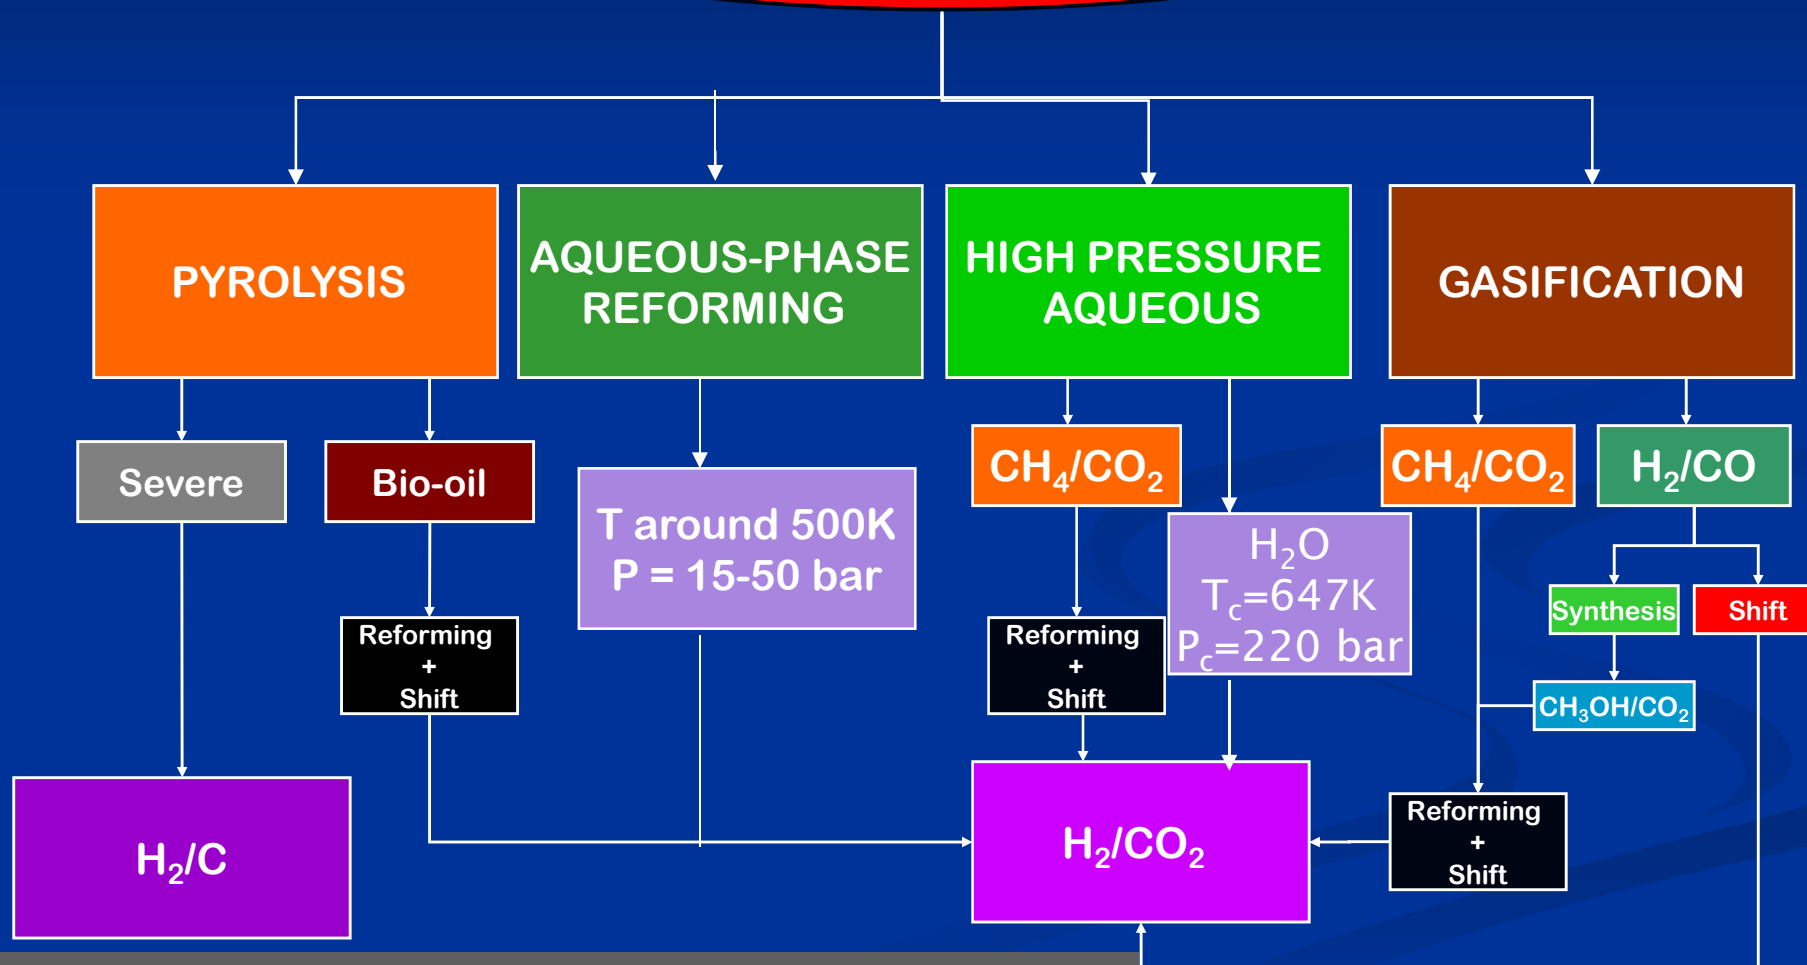 PYROLYSIS
AQUEOUS-PHASE
REFORMING
HIGH PRESSURE
AQUEOUS
GASIFICATION
Severe
Bio-oil
T around 500K
P = 15-50 bar
CH₄/CO₂
H₂O
T꜀=647K
P꜀=220 bar
CH₄/CO₂
H₂/CO
Synthesis
Shift
Reforming
+
Shift
Reforming
+
Shift
CH₃OH/CO₂
H₂/C
H₂/CO₂
Reforming
+
Shift